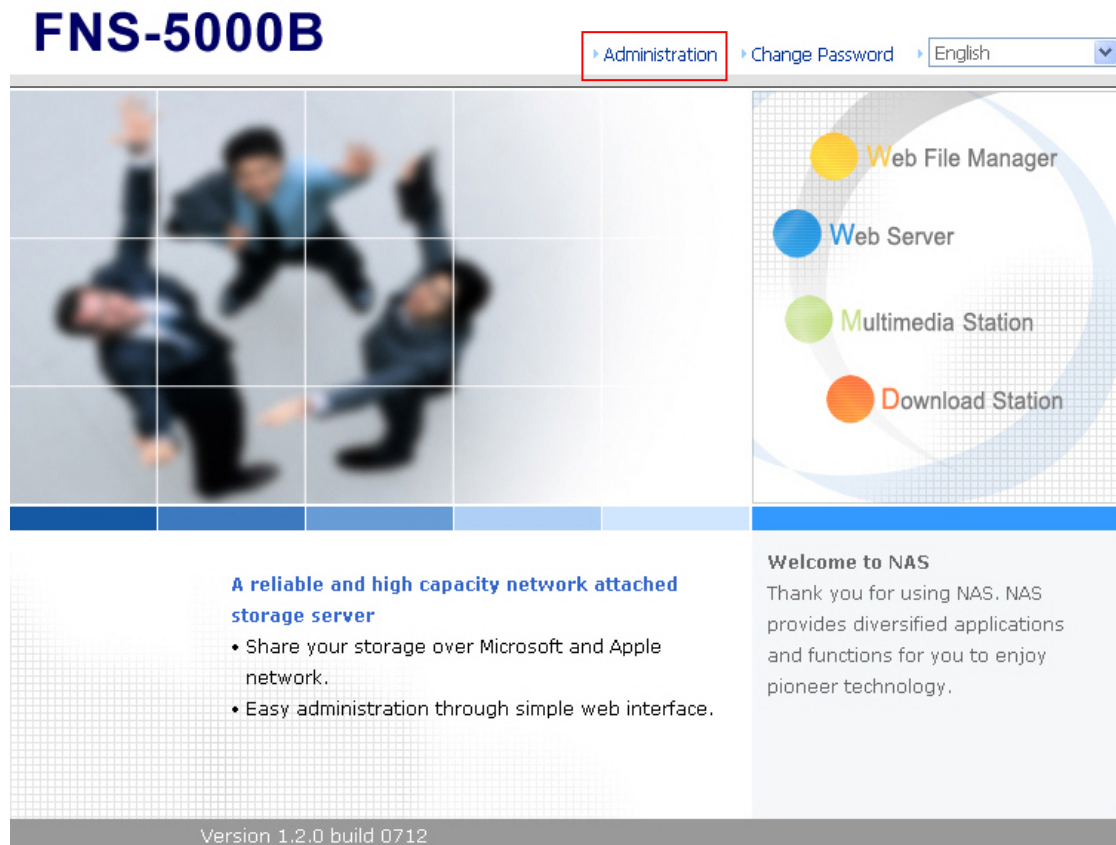 FNS-5000B
Administration
Change Password
English
Web File Manager
Web Server
Multimedia Station
Download Station
A reliable and high capacity network attached
storage server
• Share your storage over Microsoft and Apple
network.
• Easy administration through simple web interface.
Welcome to NAS
Thank you for using NAS. NAS
provides diversified applications
and functions for you to enjoy
pioneer technology.
Version 1.2.0 build 0712